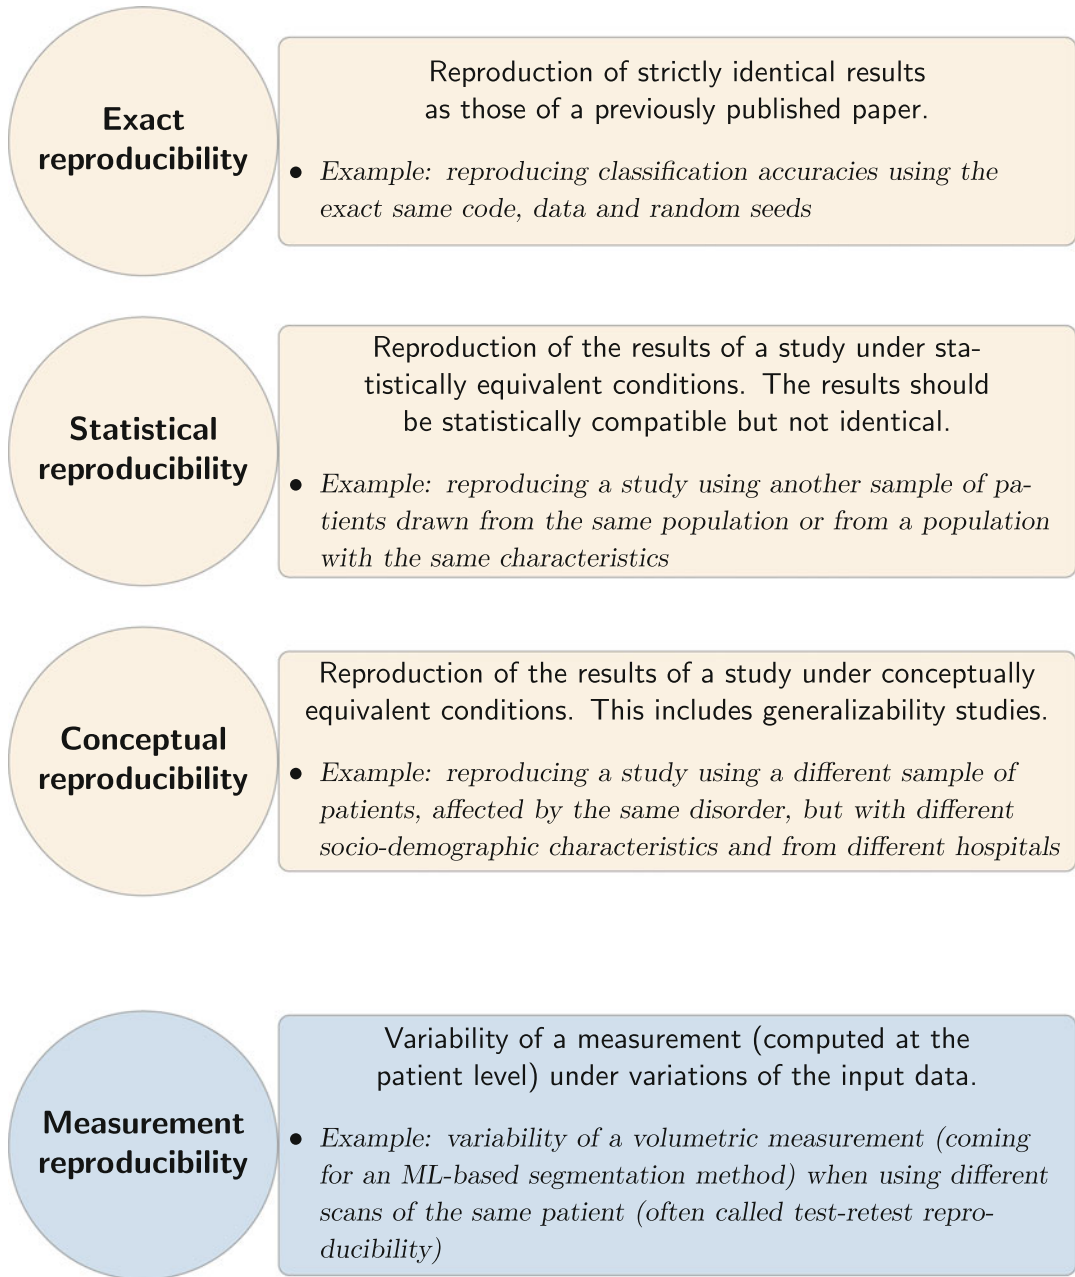 Exact
reproducibility
Reproduction of strictly identical results
as those of a previously published paper.
• Example: reproducing classification accuracies using the
exact same code, data and random seeds
Statistical
reproducibility
Reproduction of the results of a study under sta-
tistically equivalent conditions. The results should
be statistically compatible but not identical.
• Example: reproducing a study using another sample of pa-
tients drawn from the same population or from a population
with the same characteristics
Conceptual
reproducibility
Reproduction of the results of a study under conceptually
equivalent conditions. This includes generalizability studies.
• Example: reproducing a study using a different sample of
patients, affected by the same disorder, but with different
socio-demographic characteristics and from different hospitals
Measurement
reproducibility
Variability of a measurement (computed at the
patient level) under variations of the input data.
• Example: variability of a volumetric measurement (coming
for an ML-based segmentation method) when using different
scans of the same patient (often called test-retest repro-
ducibility)